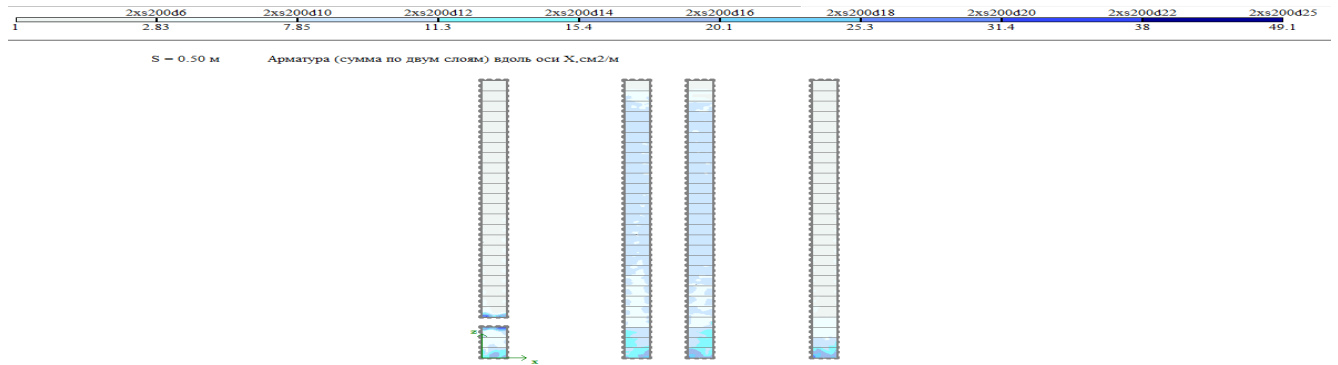 2xs200d6 2xs200d10 2xs200d12 2xs200d14 2xs200d16 2xs200d18 2xs200d20 2xs200d22 2xs200d25
1 2.83 7.85 11.3 15.4 20.1 25.3 31.4 38 49.1
S = 0.50 м Арматура (сумма по двум слоям) вдоль оси X,см2/м
z
x